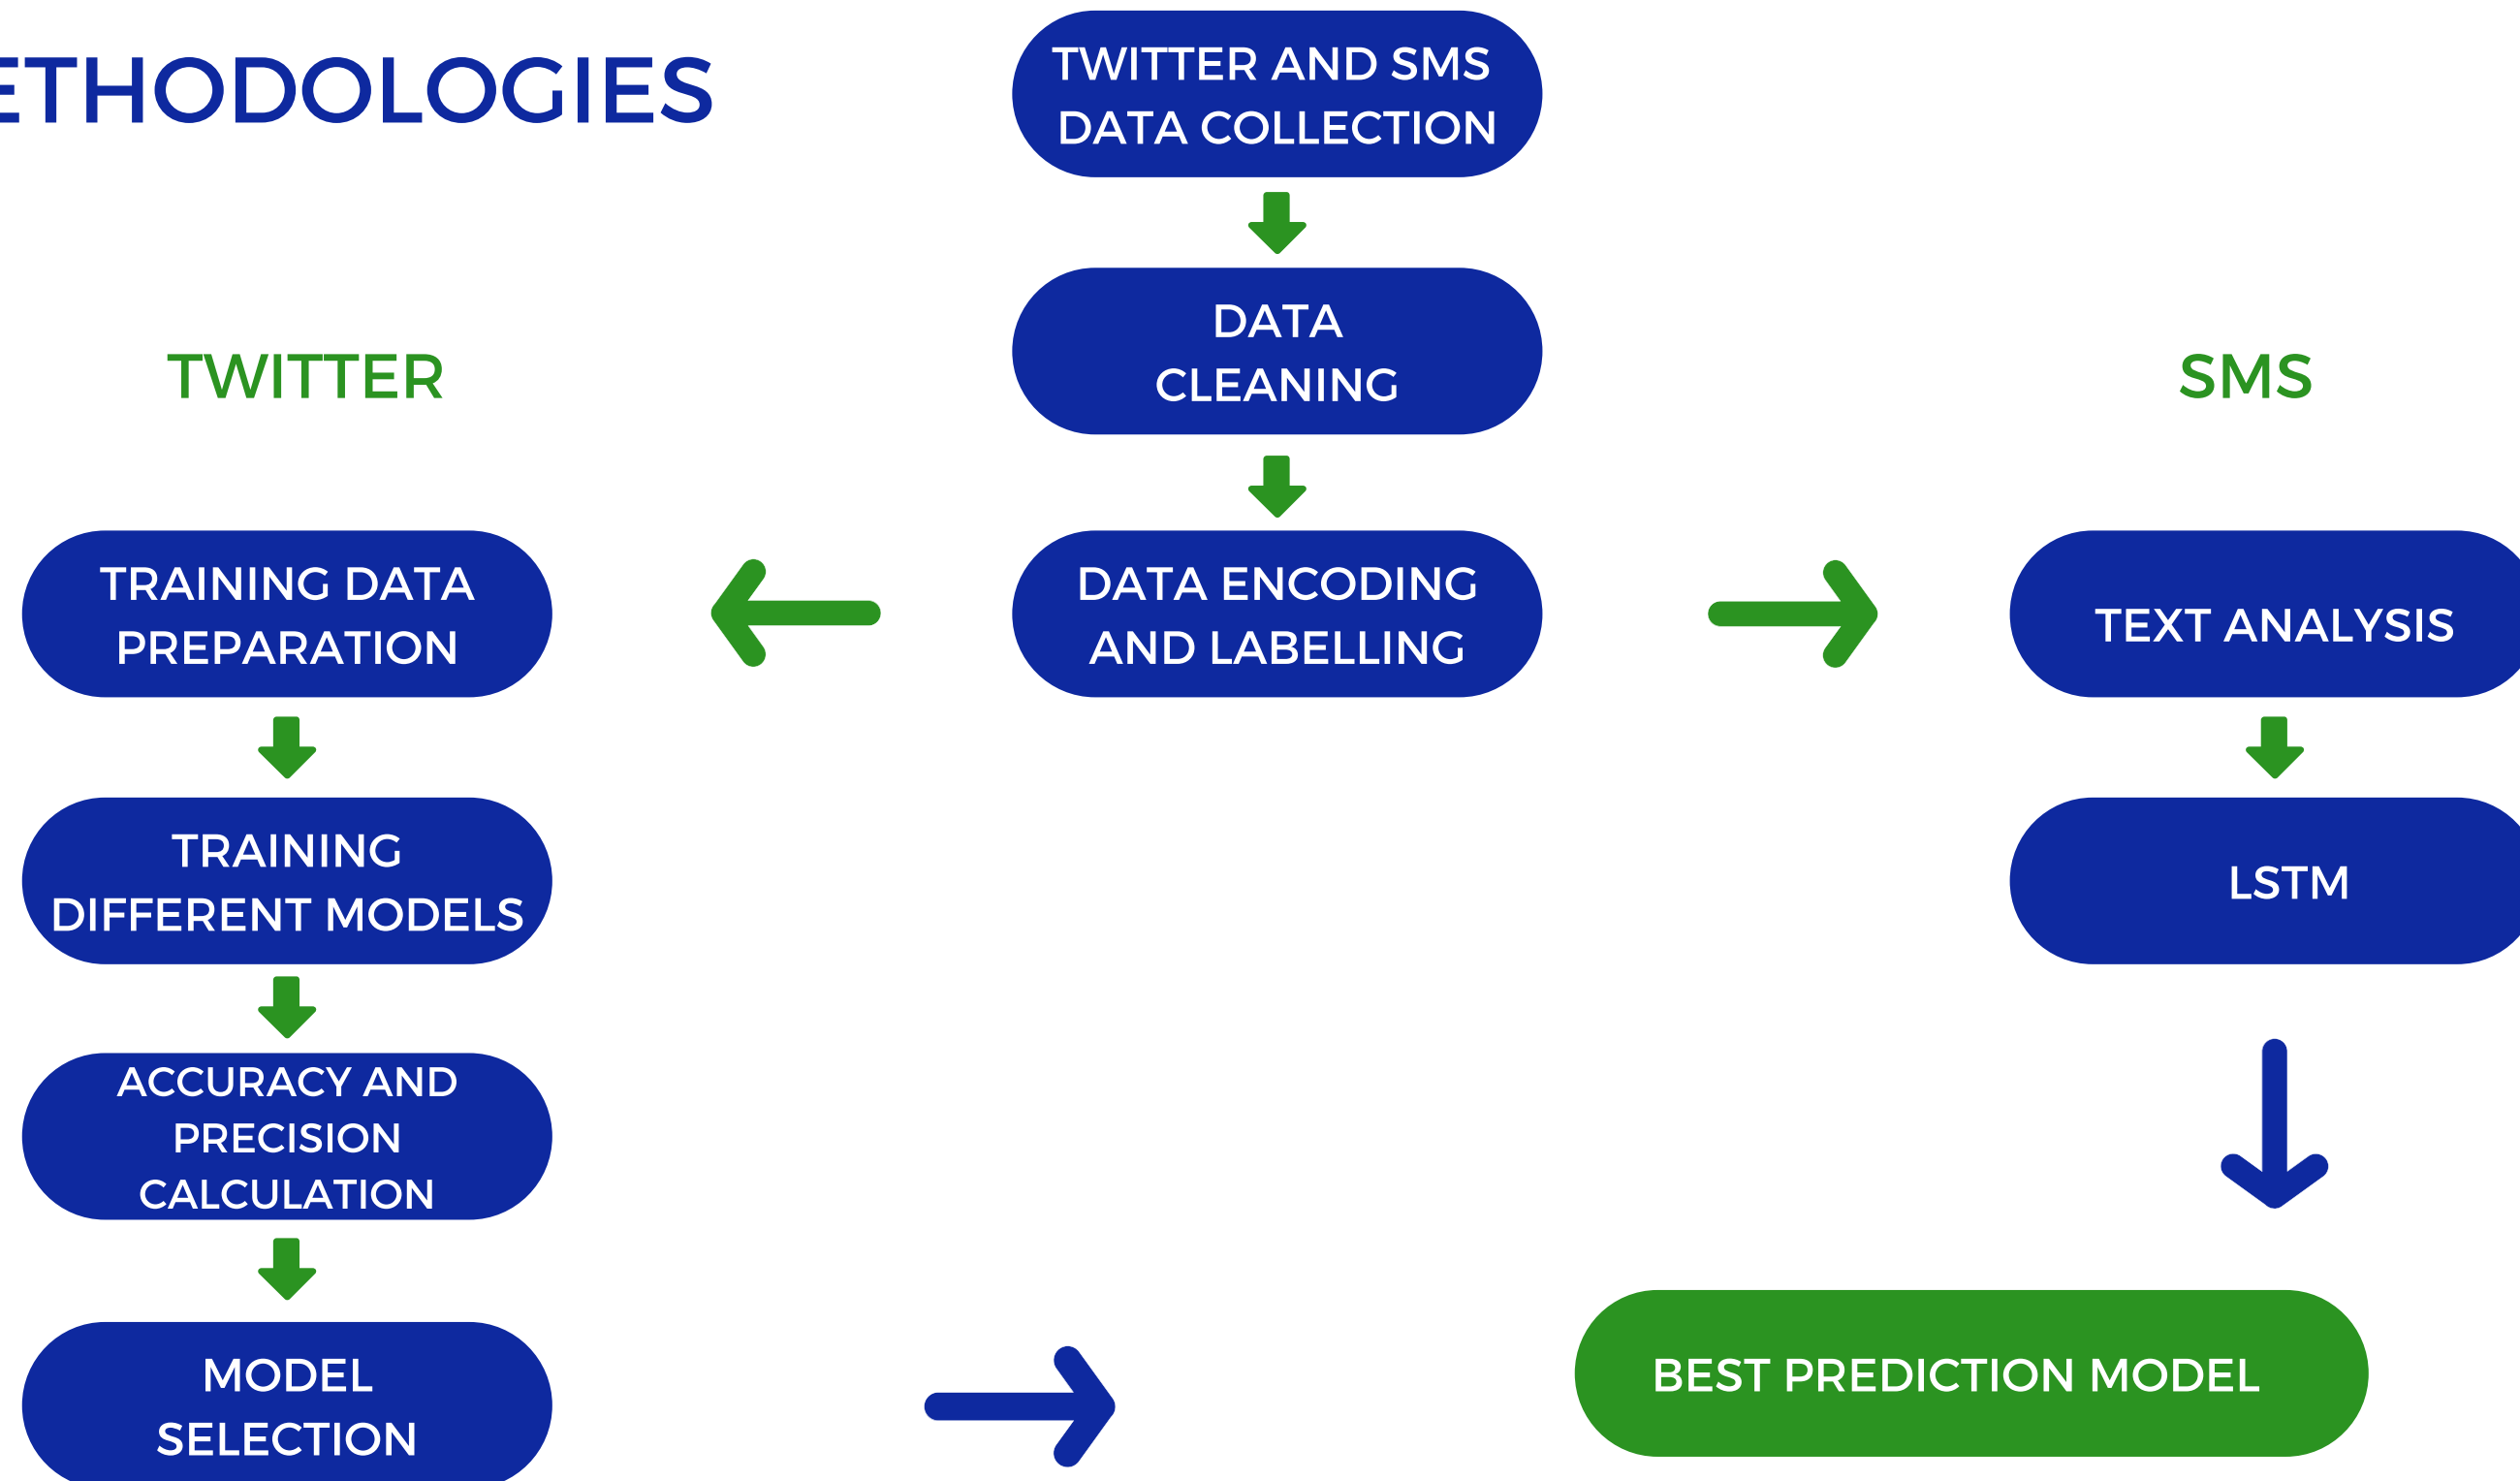 ETHODOLOGIES
TWITTER AND SMS
DATA COLLECTION
DATA
CLEANING
TWITTER
SMS
TRAINING DATA
PREPARATION
DATA ENCODING
AND LABELLING
TEXT ANALYSIS
TRAINING
DIFFERENT MODELS
LSTM
ACCURACY AND
PRECISION
CALCULATION
MODEL
SELECTION
BEST PREDICTION MODEL